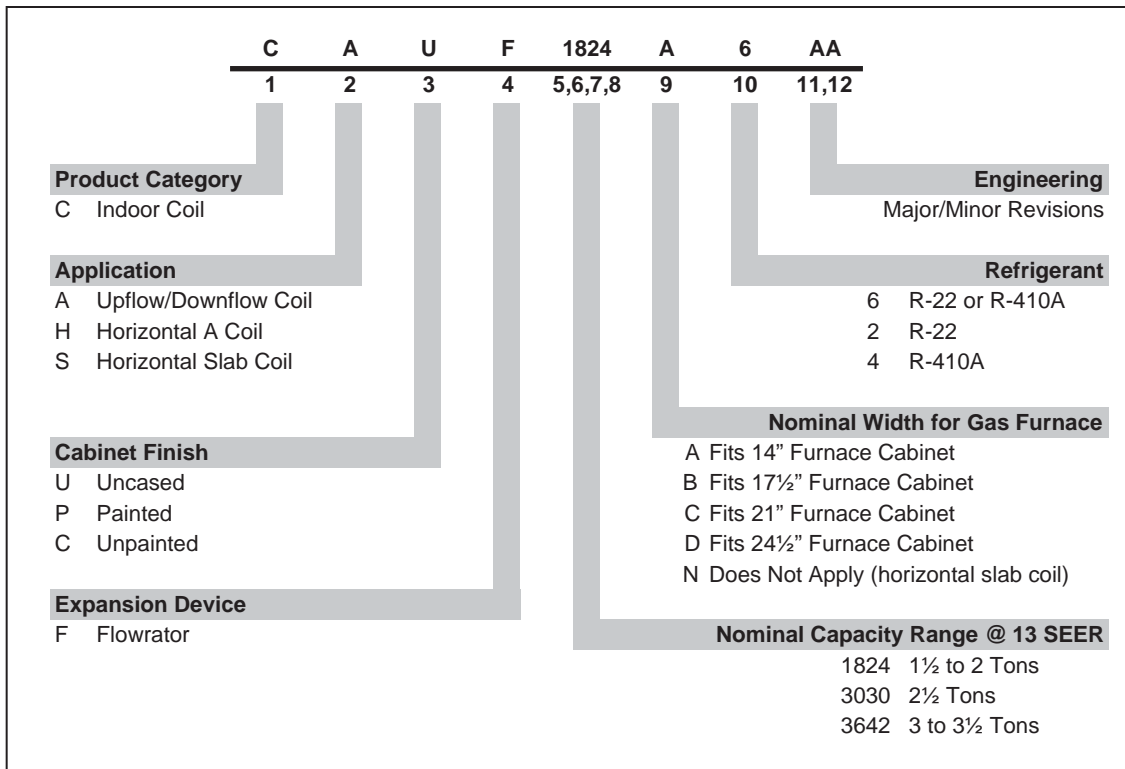 C A U F 1824 A 6 AA
1 2 3 4 5,6,7,8 9 10 11,12
Product Category
C Indoor Coil
Application
A Upflow/Downflow Coil
H Horizontal A Coil
S Horizontal Slab Coil
Cabinet Finish
U Uncased
P Painted
C Unpainted
Expansion Device
F Flowrator
Engineering
Major/Minor Revisions
Refrigerant
6 R-22 or R-410A
2 R-22
4 R-410A
Nominal Width for Gas Furnace
A Fits 14” Furnace Cabinet
B Fits 17½” Furnace Cabinet
C Fits 21” Furnace Cabinet
D Fits 24½” Furnace Cabinet
N Does Not Apply (horizontal slab coil)
Nominal Capacity Range @ 13 SEER
1824 1½ to 2 Tons
3030 2½ Tons
3642 3 to 3½ Tons